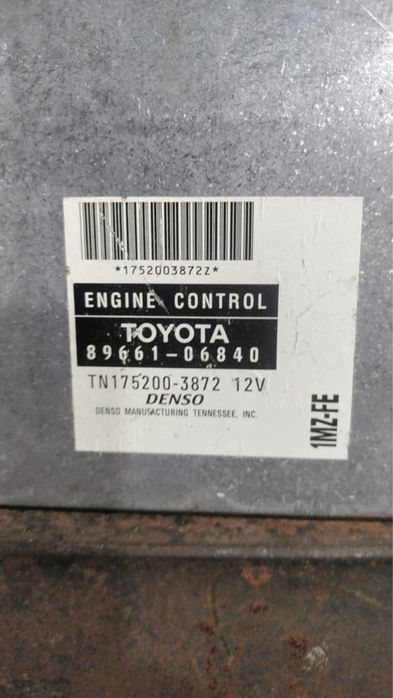 *1752003872Z*
ENGINE CONTROL
TOYOTA
89661-06840
TN175200-3872 12V
DENSO
DENSO MANUFACTURING TENNESSEE, INC.
1MZ-FE